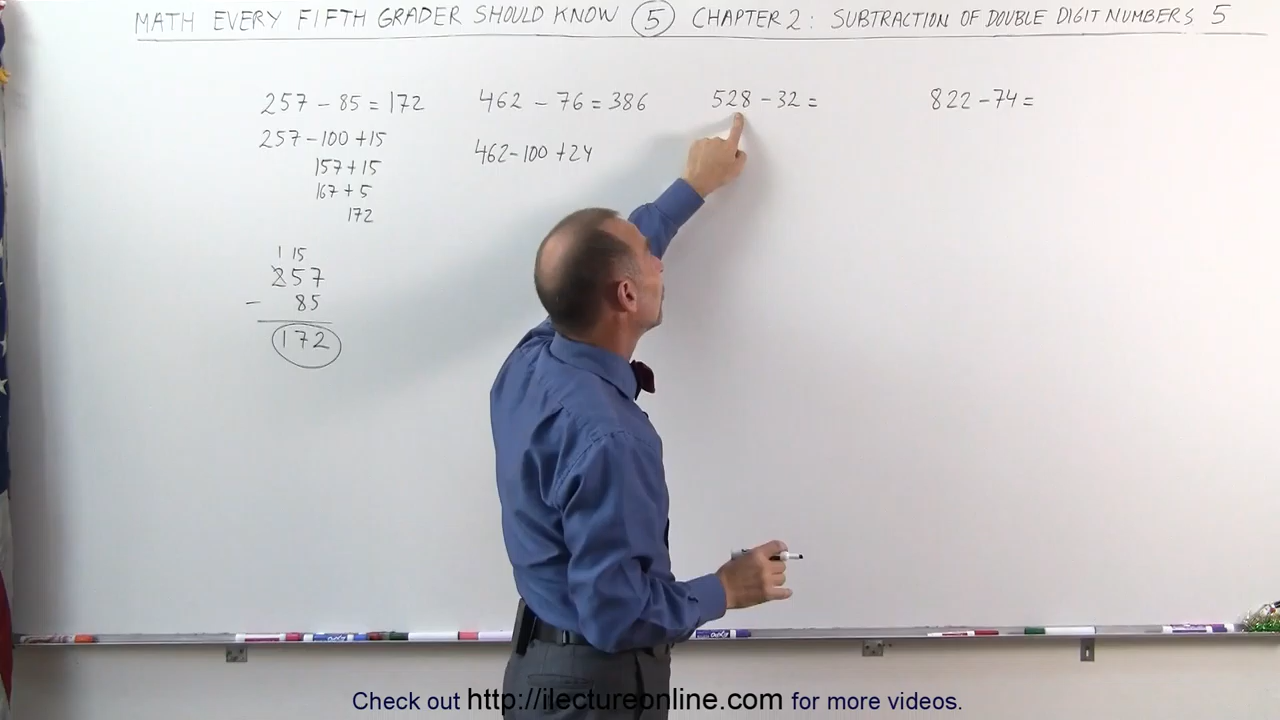 MATH EVERY FIFTH GRADER SHOULD KNOW 5 CHAPTER 2: SUBTRACTION OF DOUBLE DIGIT NUMBERS 5
257 - 85 = 172
257 - 100 + 15
157 + 15
167 + 5
172
1 15
257
- 85
172
462 - 76 = 386
462 - 100 + 24
528 - 32 =
822 - 74 =
Check out http://ilectureonline.com for more videos.